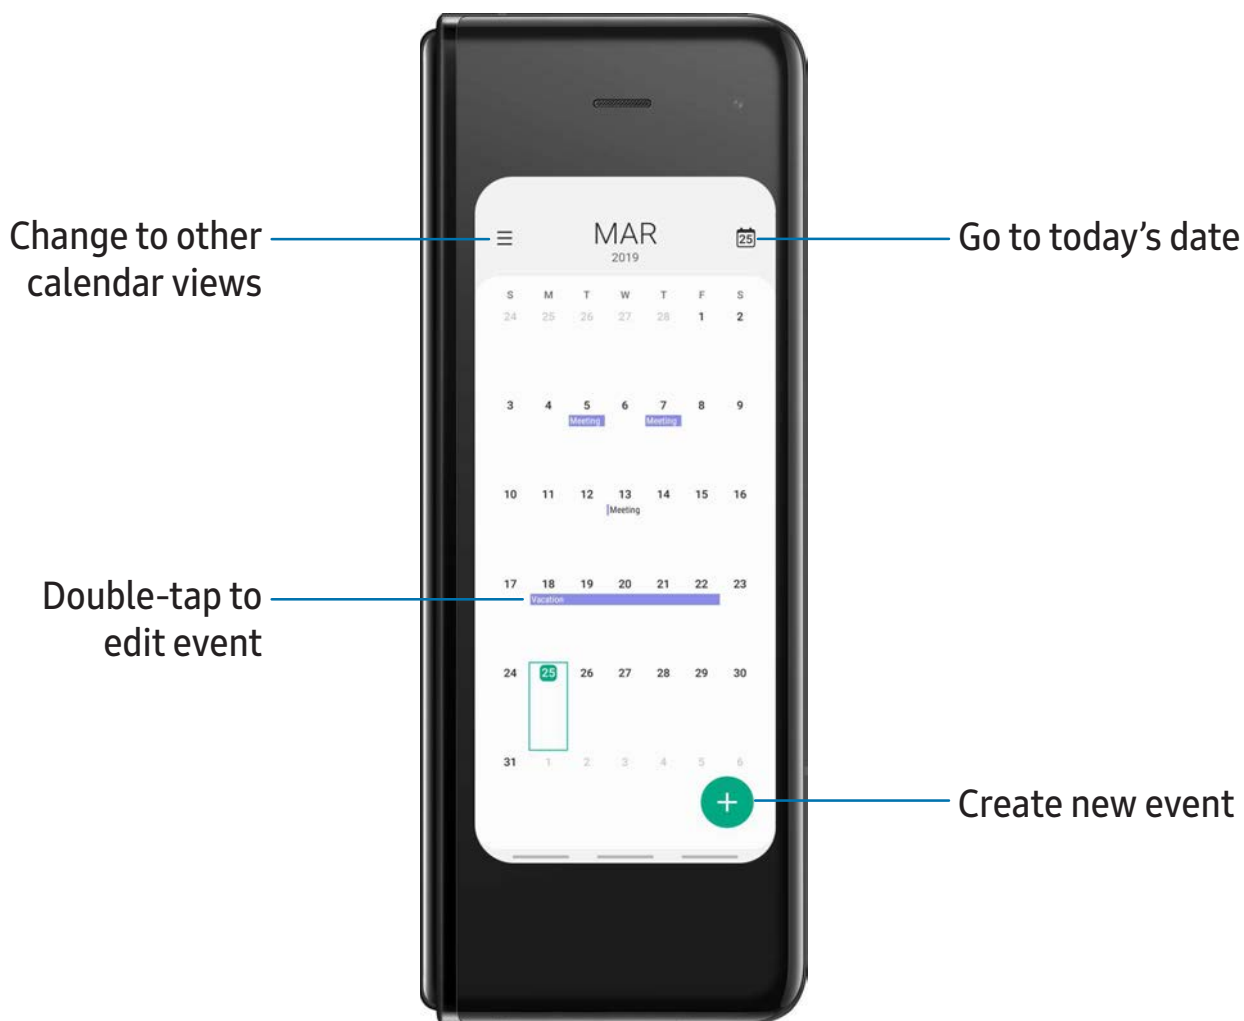 Change to other
calendar views
MAR
2019
25
Go to today's date
S M T W T F S
24 25 26 27 28 1 2
3 4 5 6 7 8 9
Meeting Meeting
10 11 12 13 14 15 16
Meeting
17 18 19 20 21 22 23
Vacation
Double-tap to
edit event
24 25 26 27 28 29 30
31 1 2 3 4 5 6
+
Create new event